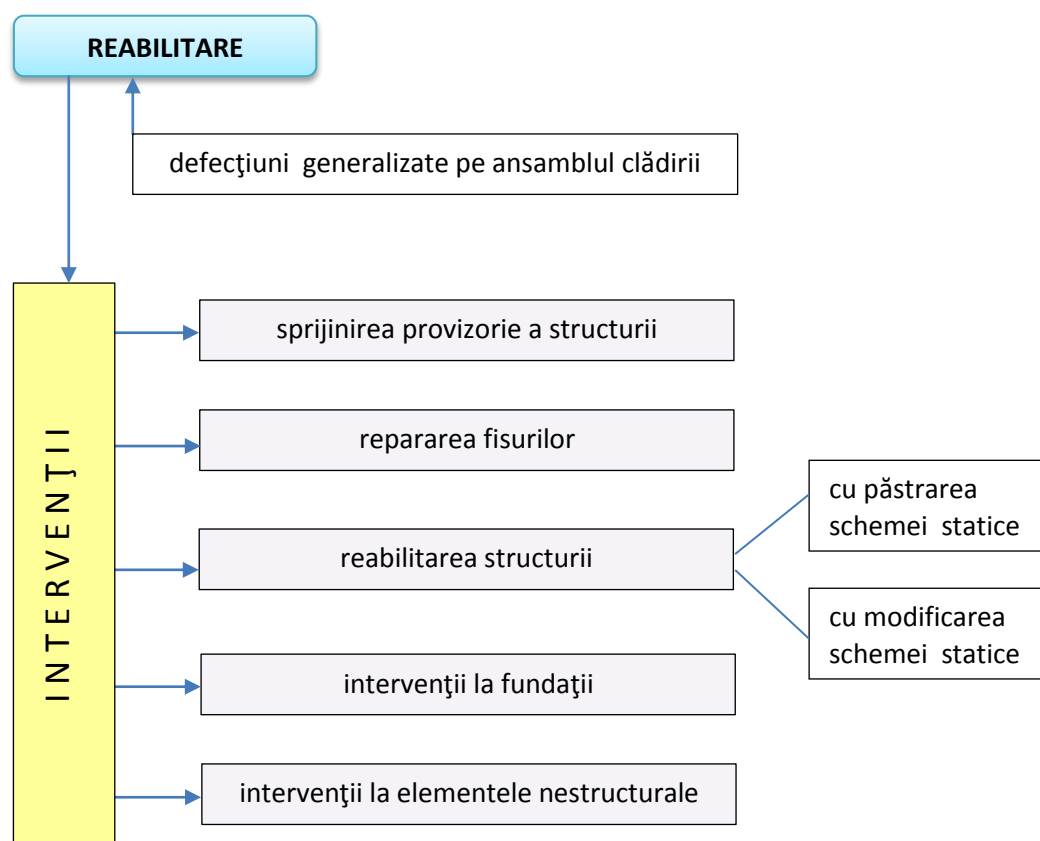 REABILITARE
defecţiuni generalizate pe ansamblul clădirii
INTERVENŢII
sprijinirea provizorie a structurii
repararea fisurilor
reabilitarea structurii
cu păstrarea
schemei statice
cu modificarea
schemei statice
intervenţii la fundaţii
intervenţii la elementele nestructurale